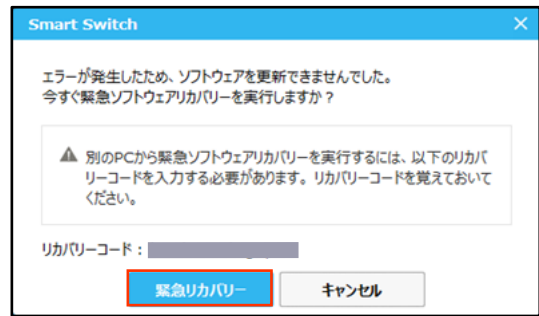 Smart Switch
エラーが発生したため、ソフトウェアを更新できませんでした。
今すぐ緊急ソフトウェアリカバリーを実行しますか？
別のPCから緊急ソフトウェアリカバリーを実行するには、以下のリカバ
リーコードを入力する必要があります。リカバリーコードを覚えておいて
ください。
リカバリーコード：
緊急リカバリー
キャンセル